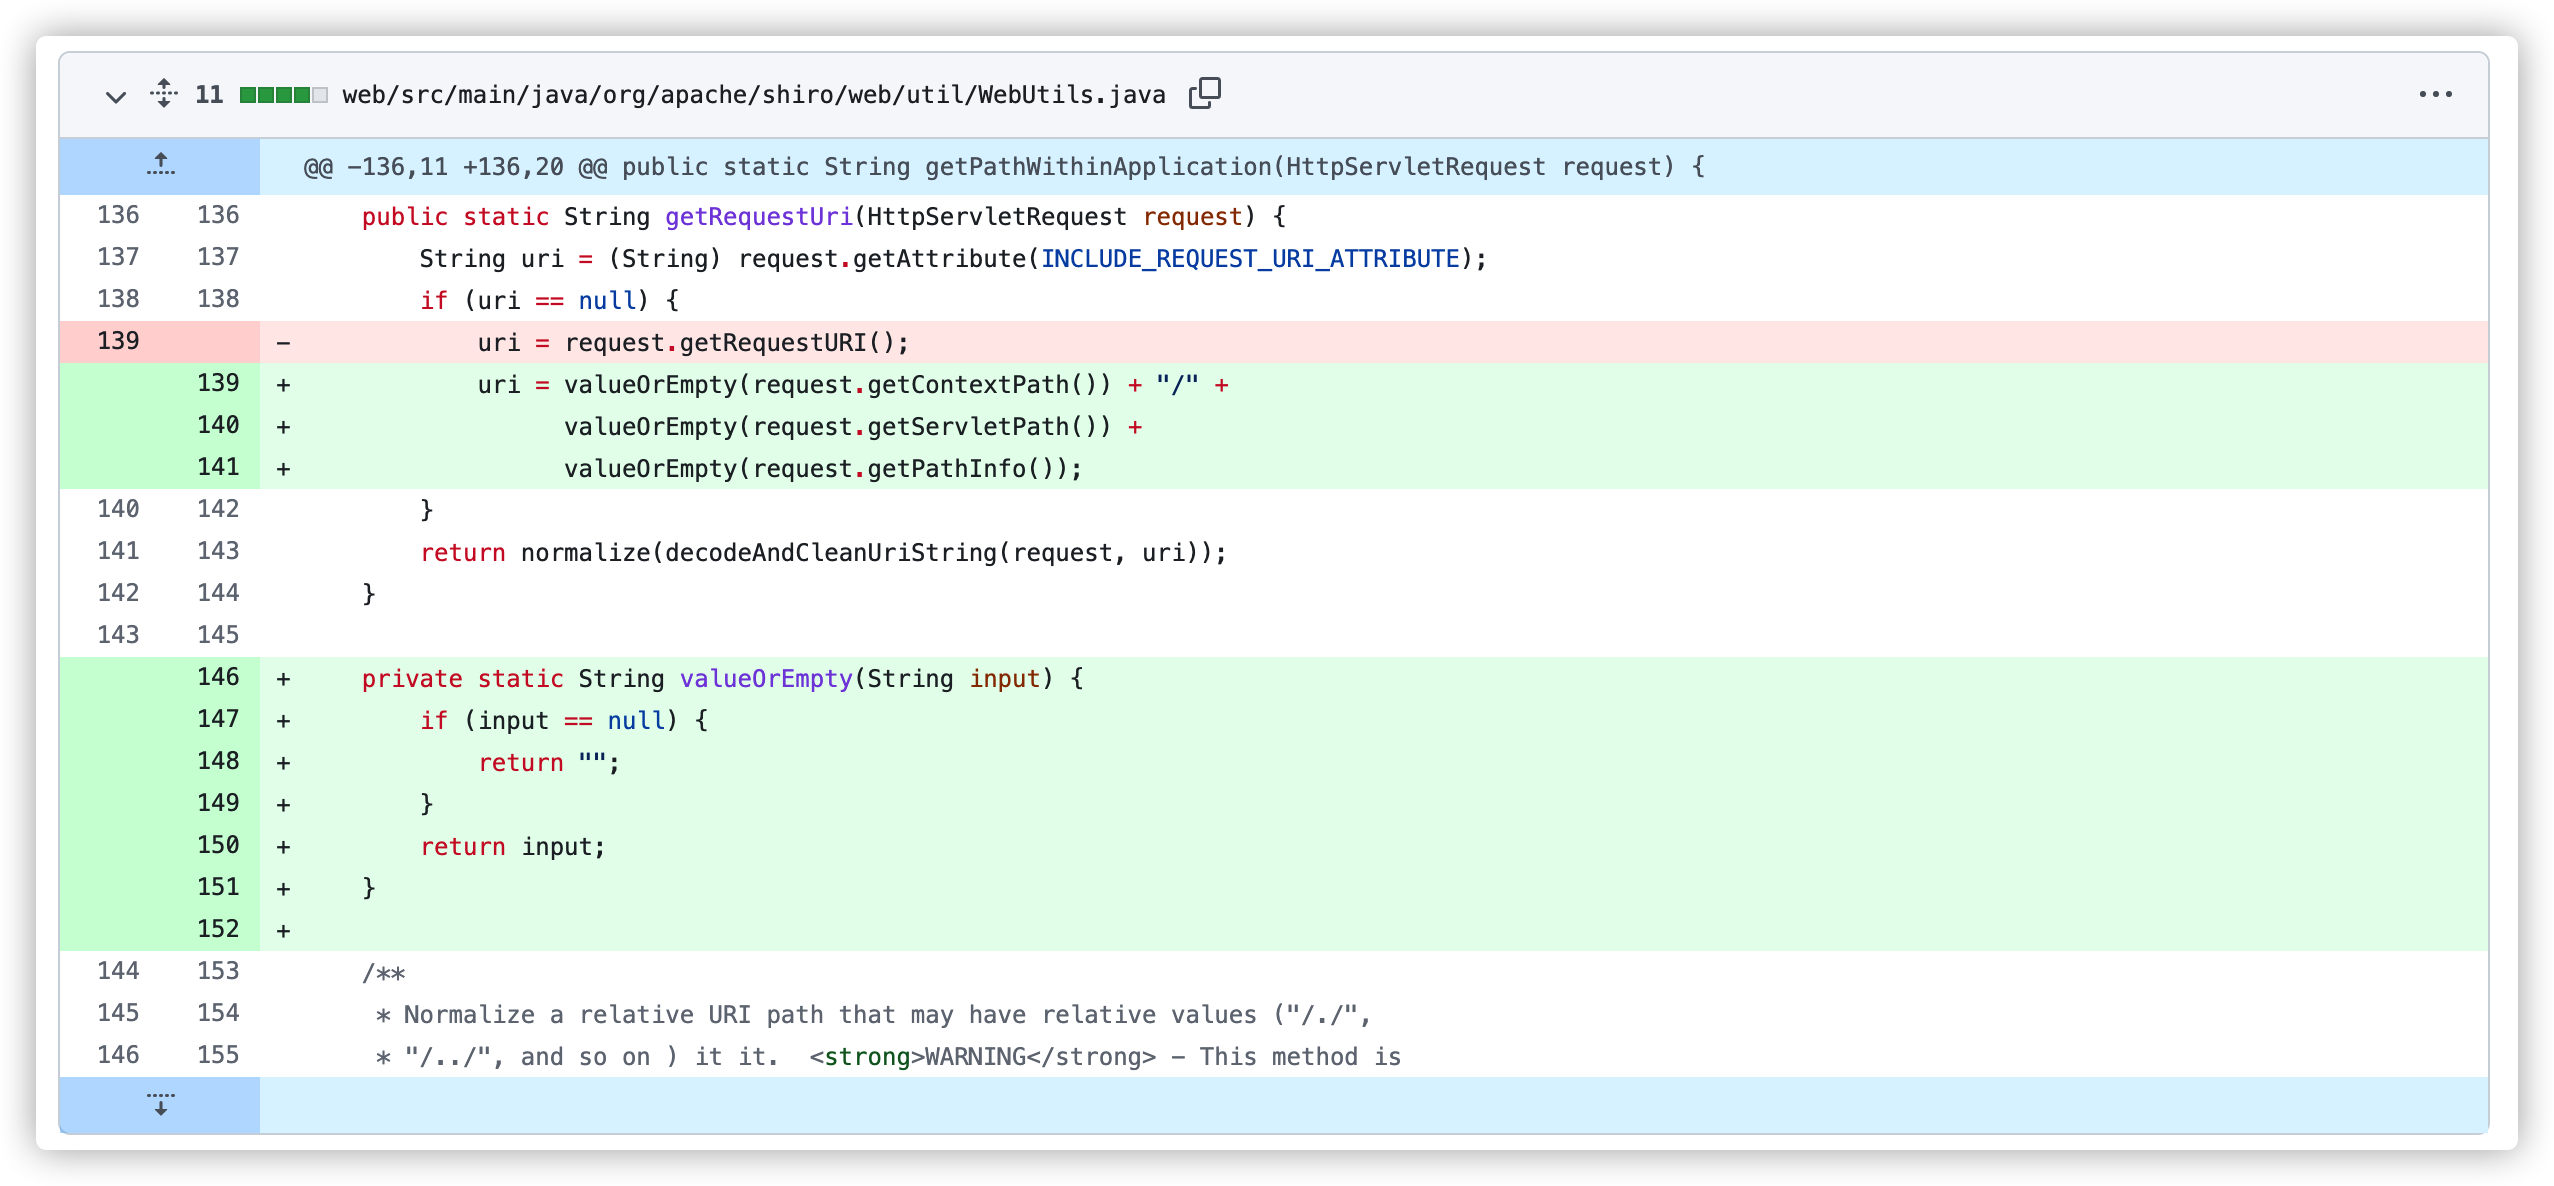 11 web/src/main/java/org/apache/shiro/web/util/WebUtils.java
@@ -136,11 +136,20 @@ public static String getPathWithinApplication(HttpServletRequest request) {
136 136 public static String getRequestUri(HttpServletRequest request) {
137 137 String uri = (String) request.getAttribute(INCLUDE_REQUEST_URI_ATTRIBUTE);
138 138 if (uri == null) {
139 - uri = request.getRequestURI();
139 + uri = valueOrEmpty(request.getContextPath()) + "/" +
140 + valueOrEmpty(request.getServletPath()) +
141 + valueOrEmpty(request.getPathInfo());
140 142 }
141 143 return normalize(decodeAndCleanUriString(request, uri));
142 144 }
143 145
146 + private static String valueOrEmpty(String input) {
147 + if (input == null) {
148 + return "";
149 + }
150 + return input;
151 + }
152 +
144 153 /**
145 154 * Normalize a relative URI path that may have relative values ("/./",
146 155 * "/../", and so on ) it it.  <strong>WARNING</strong> - This method is